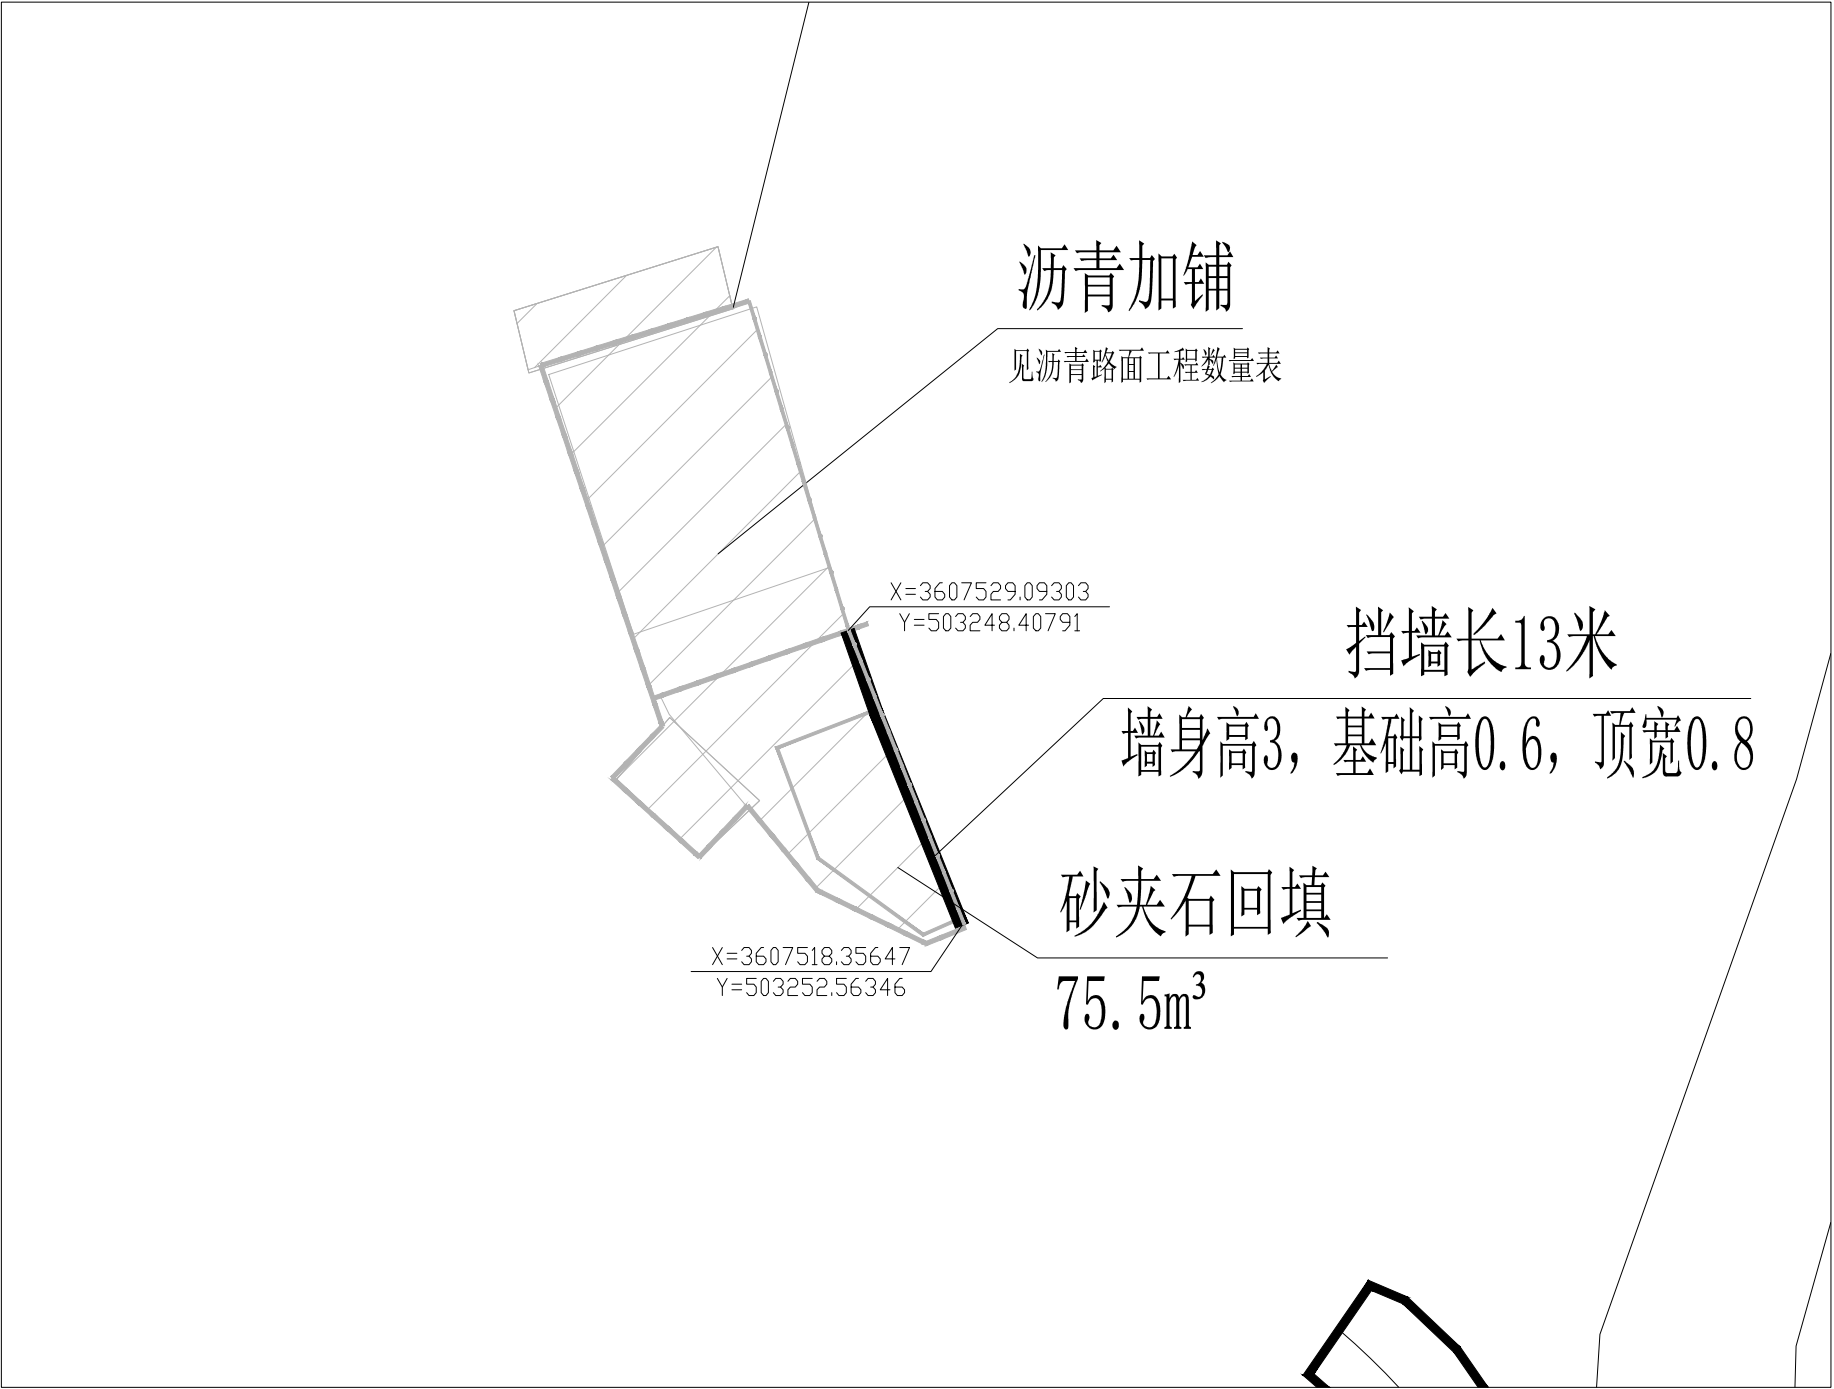 沥青加铺
见沥青路面工程数量表
X=3607529.09303
Y=503248.40791
挡墙长13米
墙身高3，基础高0.6，顶宽0.8
砂夹石回填
75.5m³
X=3607518.35647
Y=503252.56346